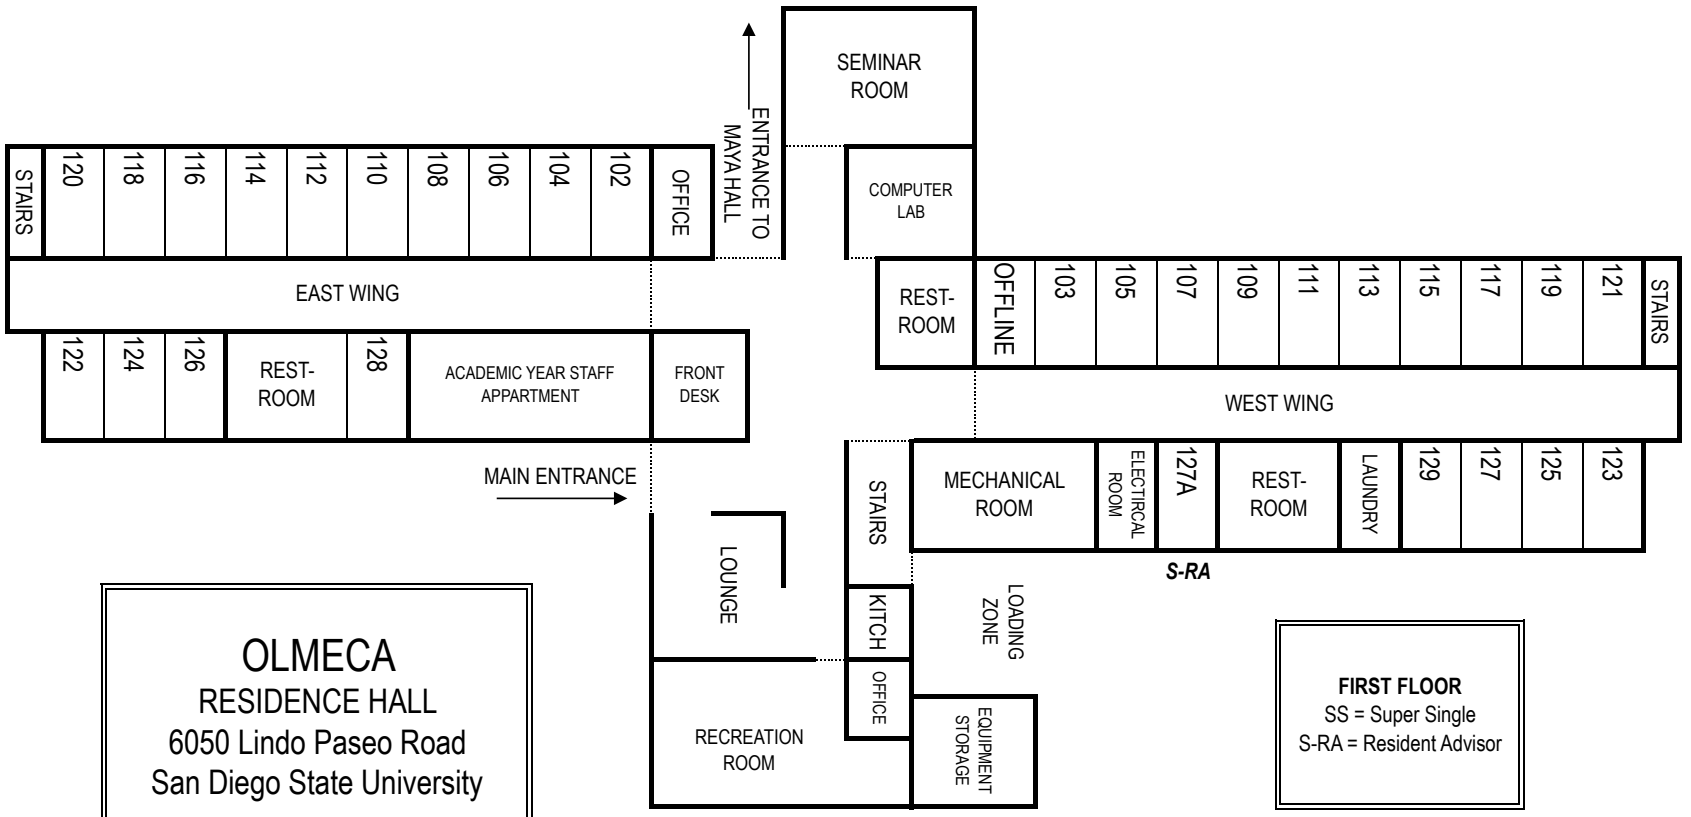 SEMINAR
ROOM
ENTRANCE TO
MAYA HALL
STAIRS
120
118
116
114
112
110
108
106
104
102
OFFICE
COMPUTER
LAB
EAST WING
REST-
ROOM
OFFLINE
103
105
107
109
111
113
115
117
119
121
STAIRS
122
124
126
REST-
ROOM
128
ACADEMIC YEAR STAFF
APPARTMENT
FRONT
DESK
WEST WING
MAIN ENTRANCE
STAIRS
MECHANICAL
ROOM
ELECTIRCAL
ROOM
127A
REST-
ROOM
LAUNDRY
129
127
125
123
S-RA
LOUNGE
KITCH
LOADING
ZONE
OFFICE
RECREATION
ROOM
EQUIPMENT
STORAGE
OLMECA
RESIDENCE HALL
6050 Lindo Paseo Road
San Diego State University
FIRST FLOOR
SS = Super Single
S-RA = Resident Advisor